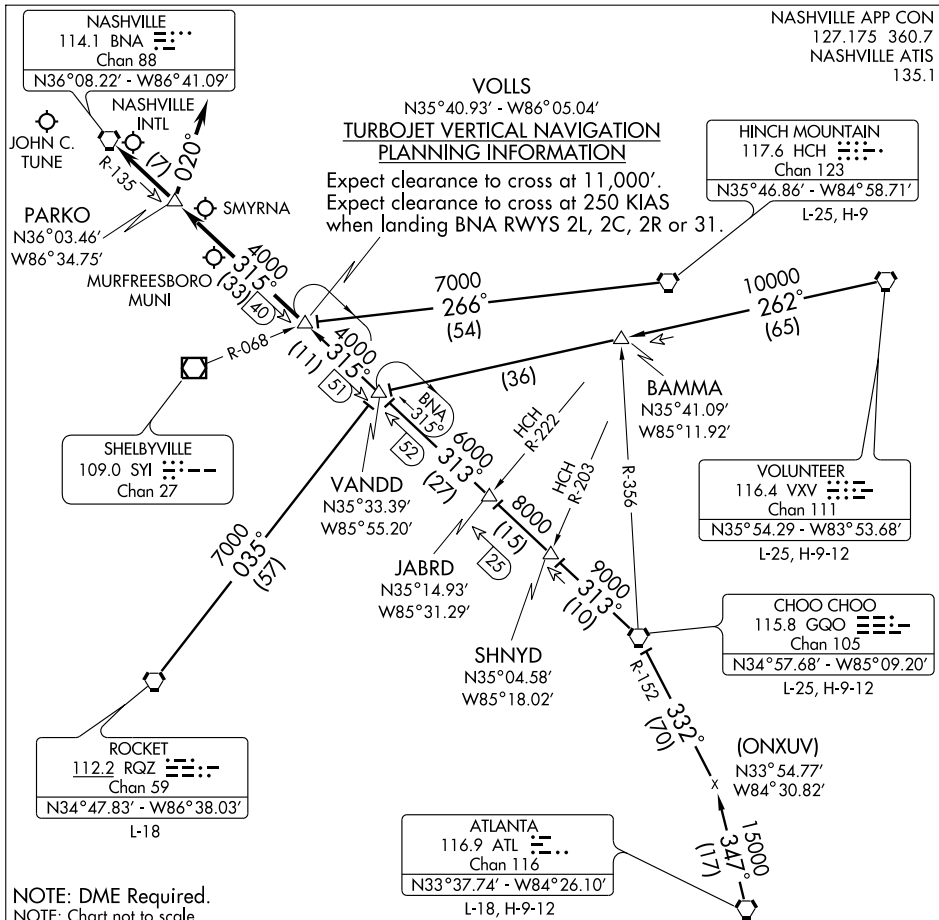 NASHVILLE
114.1 BNA
Chan 88
N36°08.22' - W86°41.09'
NASHVILLE APP CON
127.175 360.7
NASHVILLE ATIS
135.1
NASHVILLE
INTL
JOHN C.
TUNE
R-135
(7)
020°
VOLLS
N35°40.93' - W86°05.04'
TURBOJET VERTICAL NAVIGATION
PLANNING INFORMATION
Expect clearance to cross at 11,000'.
Expect clearance to cross at 250 KIAS
when landing BNA RWYS 2L, 2C, 2R or 31.
HINCH MOUNTAIN
117.6 HCH
Chan 123
N35°46.86' - W84°58.71'
L-25, H-9
PARKO
N36°03.46'
W86°34.75'
SMYRNA
MURFREESBORO
MUNI
4000
315°
(33)
40
7000
266°
(54)
10000
262°
(65)
R-068
4000
315°
(11)
51
(36)
BAMMA
N35°41.09'
W85°11.92'
SHELBYVILLE
109.0 SYI
Chan 27
BNA
315°
52
VANDD
N35°33.39'
W85°55.20'
6000
313°
(27)
HCH
R-222
HCH
R-203
R-356
VOLUNTEER
116.4 VXV
Chan 111
N35°54.29 - W83°53.68'
L-25, H-9-12
7000
035°
(57)
JABRD
N35°14.93'
W85°31.29'
8000
(15)
25
SHNYD
N35°04.58'
W85°18.02'
9000
313°
(10)
CHOO CHOO
115.8 GQO
Chan 105
N34°57.68' - W85°09.20'
L-25, H-9-12
R-152
332°
(70)
(ONXUV)
N33°54.77'
W84°30.82'
ROCKET
112.2 RQZ
Chan 59
N34°47.83' - W86°38.03'
L-18
ATLANTA
116.9 ATL
Chan 116
N33°37.74' - W84°26.10'
L-18, H-9-12
15000
347°
(17)
NOTE: DME Required.
NOTE: Chart not to scale.